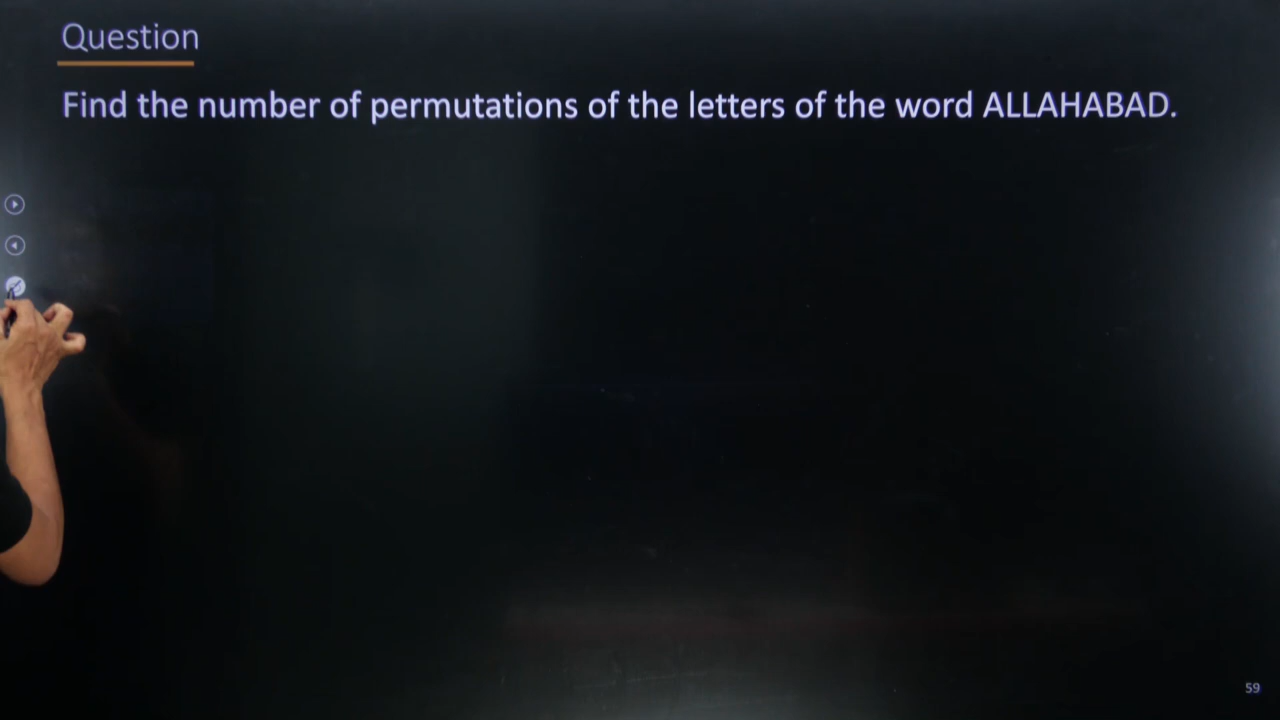 Question
Find the number of permutations of the letters of the word ALLAHABAD.
59